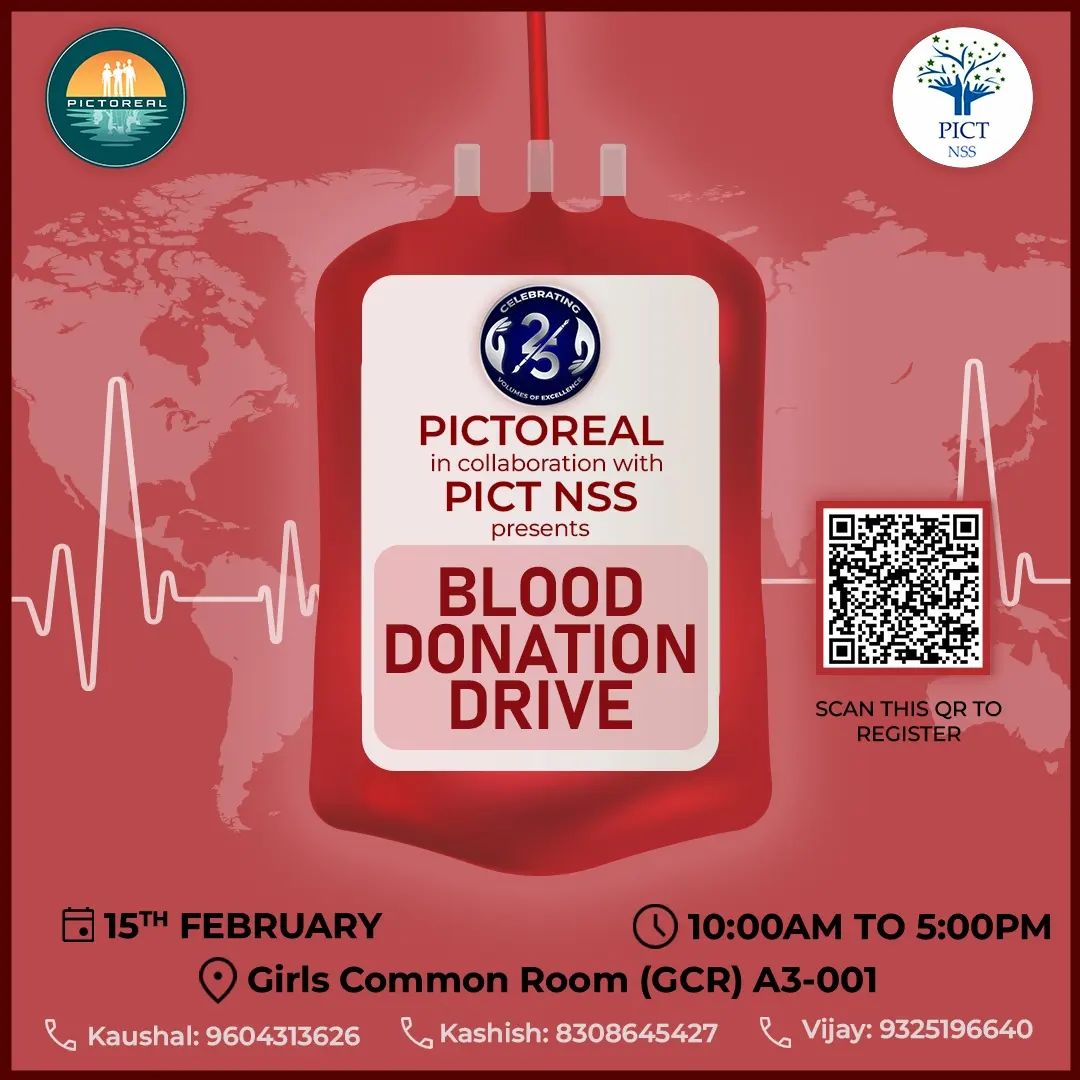 PICTOREAL
PICT
NSS
CELEBRATING
25
VOLUMES OF EXCELLENCE
PICTOREAL
in collaboration with
PICT NSS
presents
BLOOD
DONATION
DRIVE
SCAN THIS QR TO
REGISTER
15TH FEBRUARY
10:00AM TO 5:00PM
Girls Common Room (GCR) A3-001
Kaushal: 9604313626
Kashish: 8308645427
Vijay: 9325196640